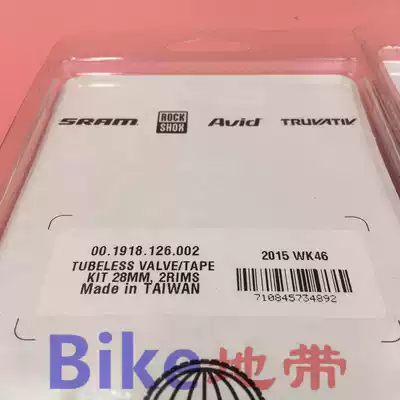 SRAM ROCK SHOX Avid TRUVATIV
00.1918.126.002 2015 WK46
TUBELESS VALVE/TAPE
KIT 28MM, 2RIMS
Made in TAIWAN
710845734892
Bike地带